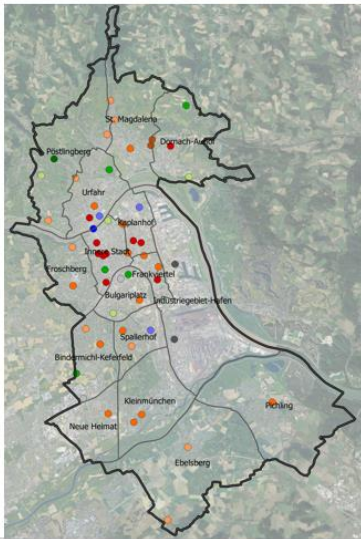 St. Magdalena
Dornach-Auhof
Pöstlingberg
Urfahr
Kaplanhof
Innere Stadt
Froschberg
Frankviertel
Bulgariplatz
Industriegebiet-Hafen
Spallerhof
Bindermichl-Keferfeld
Kleinmünchen
Pichling
Neue Heimat
Ebelsberg